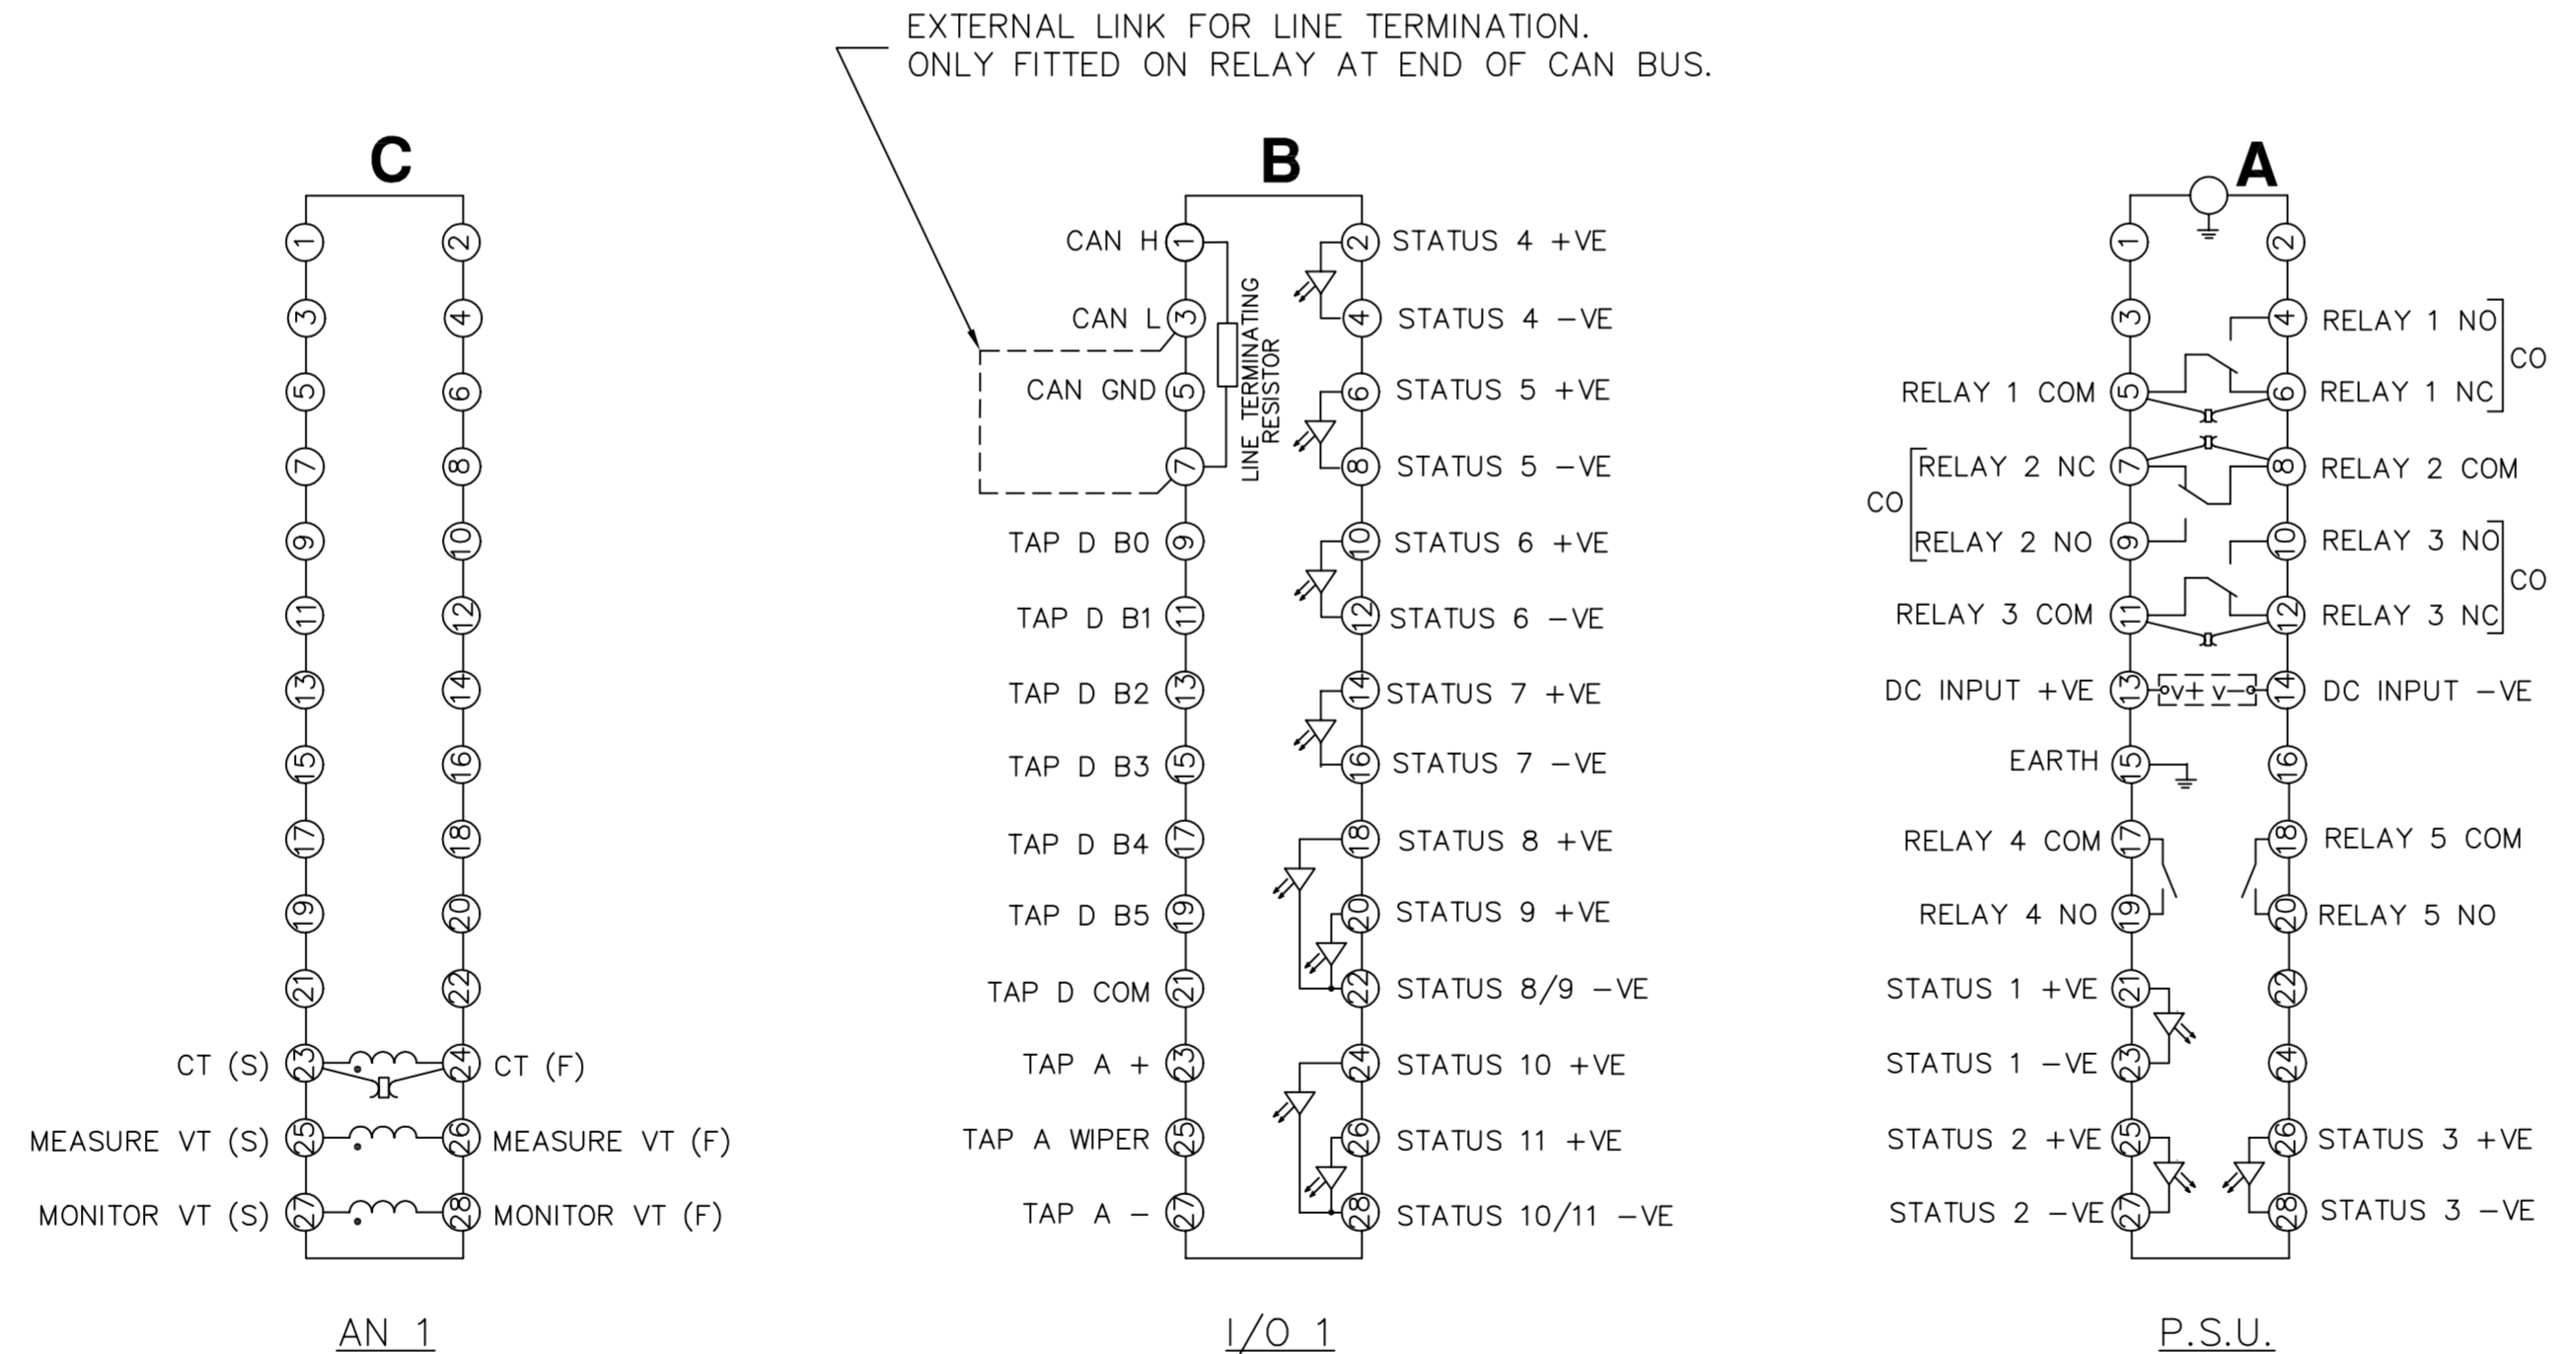 EXTERNAL LINK FOR LINE TERMINATION.
ONLY FITTED ON RELAY AT END OF CAN BUS.
C
1 2
3 4
5 6
7 8
9 10
11 12
13 14
15 16
17 18
19 20
21 22
CT (S) 23 24 CT (F)
MEASURE VT (S) 25 26 MEASURE VT (F)
MONITOR VT (S) 27 28 MONITOR VT (F)
AN 1
B
CAN H 1 2 STATUS 4 +VE
CAN L 3 4 STATUS 4 -VE
CAN GND 5 6 STATUS 5 +VE
7 8 STATUS 5 -VE
LINE TERMINATING
RESISTOR
TAP D B0 9 10 STATUS 6 +VE
TAP D B1 11 12 STATUS 6 -VE
TAP D B2 13 14 STATUS 7 +VE
TAP D B3 15 16 STATUS 7 -VE
TAP D B4 17 18 STATUS 8 +VE
TAP D B5 19 20 STATUS 9 +VE
TAP D COM 21 22 STATUS 8/9 -VE
TAP A + 23 24 STATUS 10 +VE
TAP A WIPER 25 26 STATUS 11 +VE
TAP A - 27 28 STATUS 10/11 -VE
I/O 1
A
1 2
3 4 RELAY 1 NO
CO
RELAY 1 COM 5 6 RELAY 1 NC
RELAY 2 NC 7 8 RELAY 2 COM
CO
RELAY 2 NO 9 10 RELAY 3 NO
CO
RELAY 3 COM 11 12 RELAY 3 NC
DC INPUT +VE 13 V+ V- 14 DC INPUT -VE
EARTH 15 16
RELAY 4 COM 17 18 RELAY 5 COM
RELAY 4 NO 19 20 RELAY 5 NO
STATUS 1 +VE 21 22
STATUS 1 -VE 23 24
STATUS 2 +VE 25 26 STATUS 3 +VE
STATUS 2 -VE 27 28 STATUS 3 -VE
P.S.U.